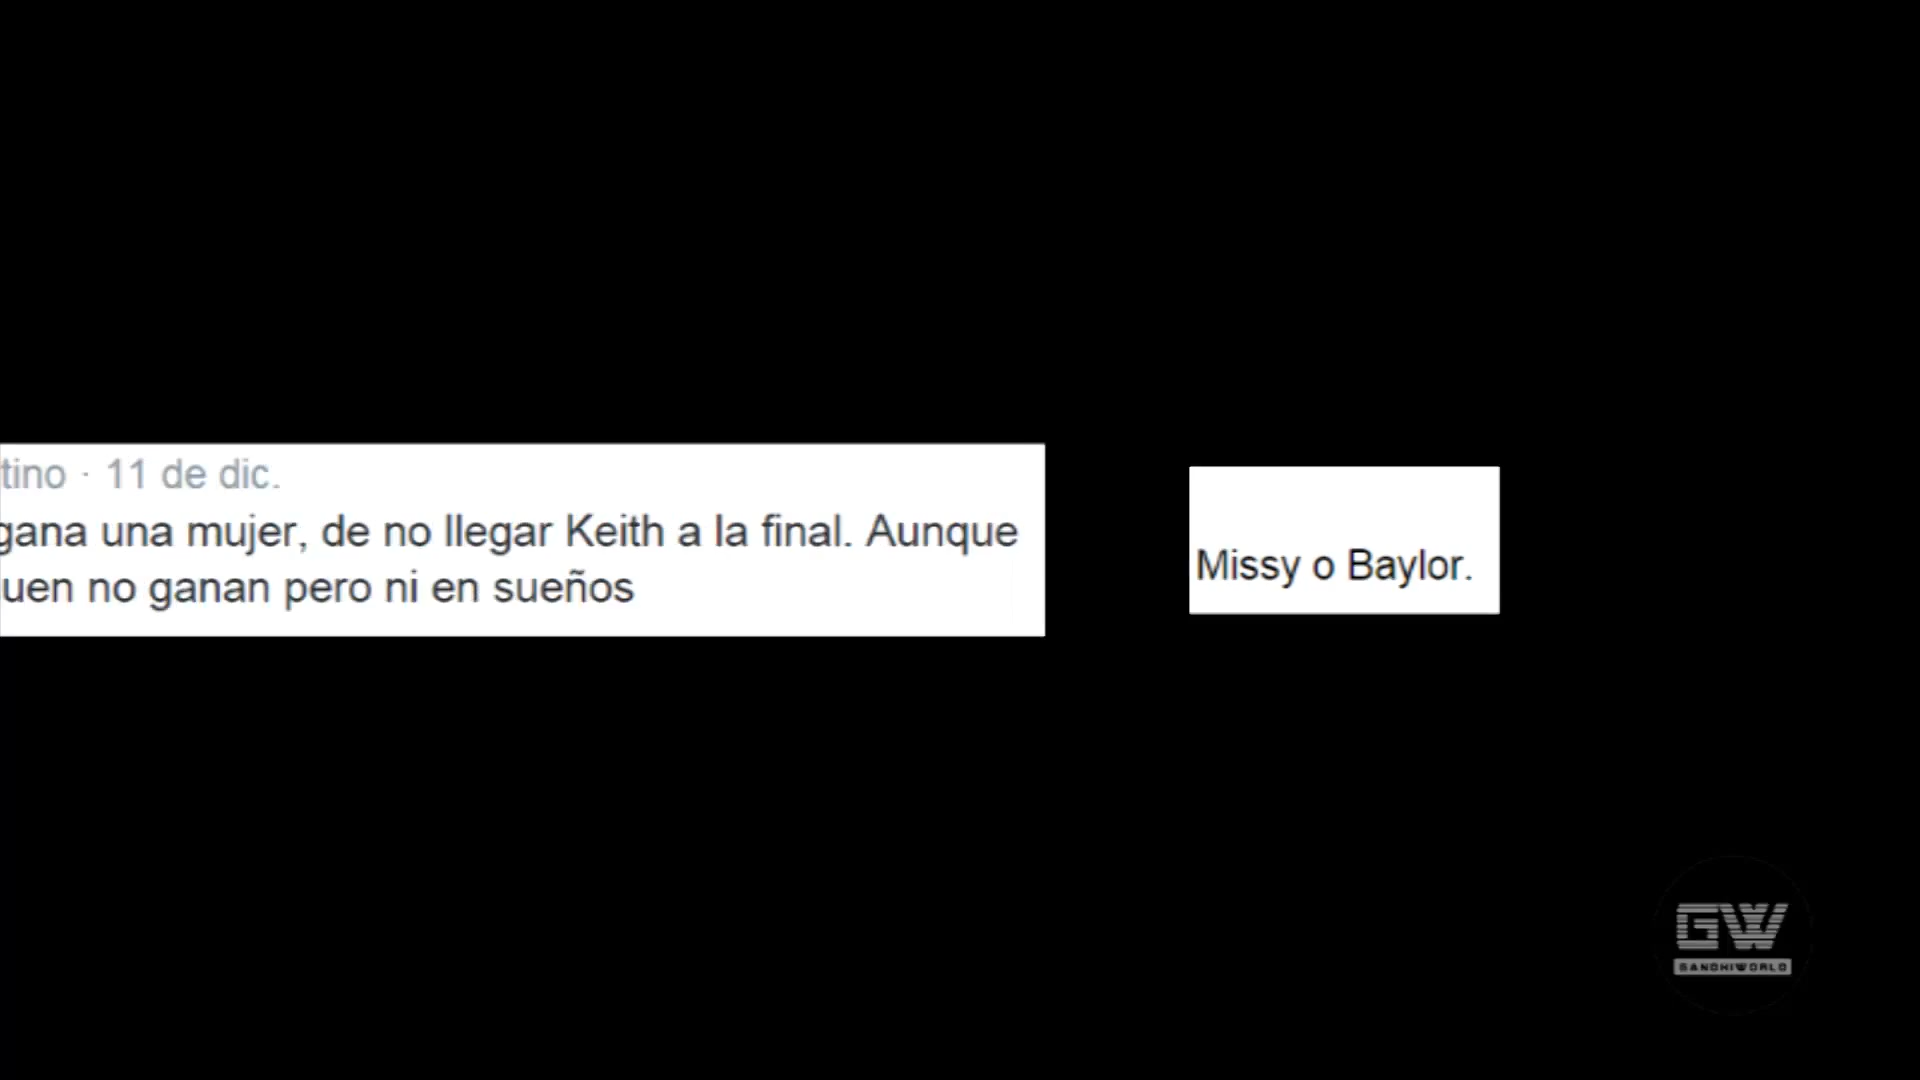 tino · 11 de dic.
gana una mujer, de no llegar Keith a la final. Aunque
uen no ganan pero ni en sueños
Missy o Baylor.
GW
GANDHIWORLD